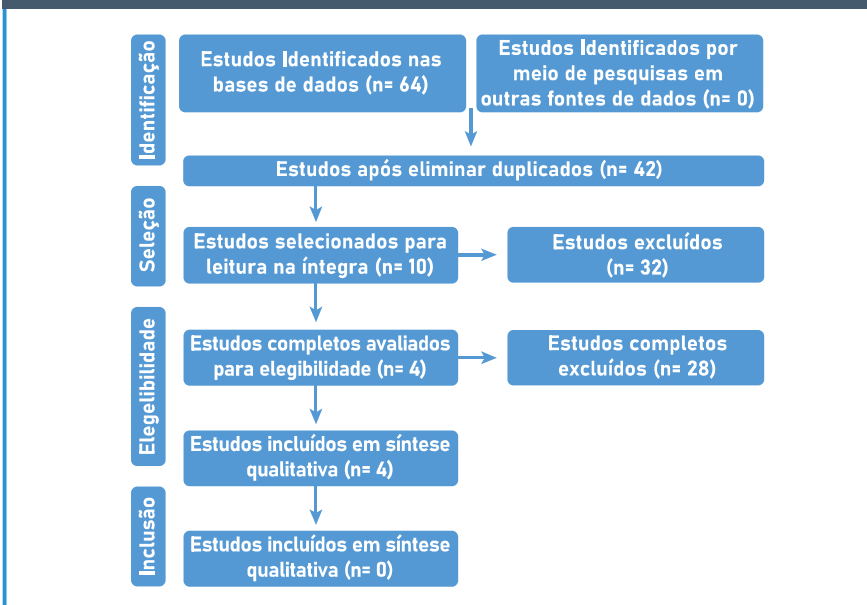 Identificação
Estudos Identificados nas
bases de dados (n= 64)
Estudos Identificados por
meio de pesquisas em
outras fontes de dados (n= 0)
Estudos após eliminar duplicados (n= 42)
Seleção
Estudos selecionados para
leitura na íntegra (n= 10)
Estudos excluídos
(n= 32)
Elegelibilidade
Estudos completos avaliados
para elegibilidade (n= 4)
Estudos completos
excluídos (n= 28)
Estudos incluídos em síntese
qualitativa (n= 4)
Inclusão
Estudos incluídos em síntese
qualitativa (n= 0)